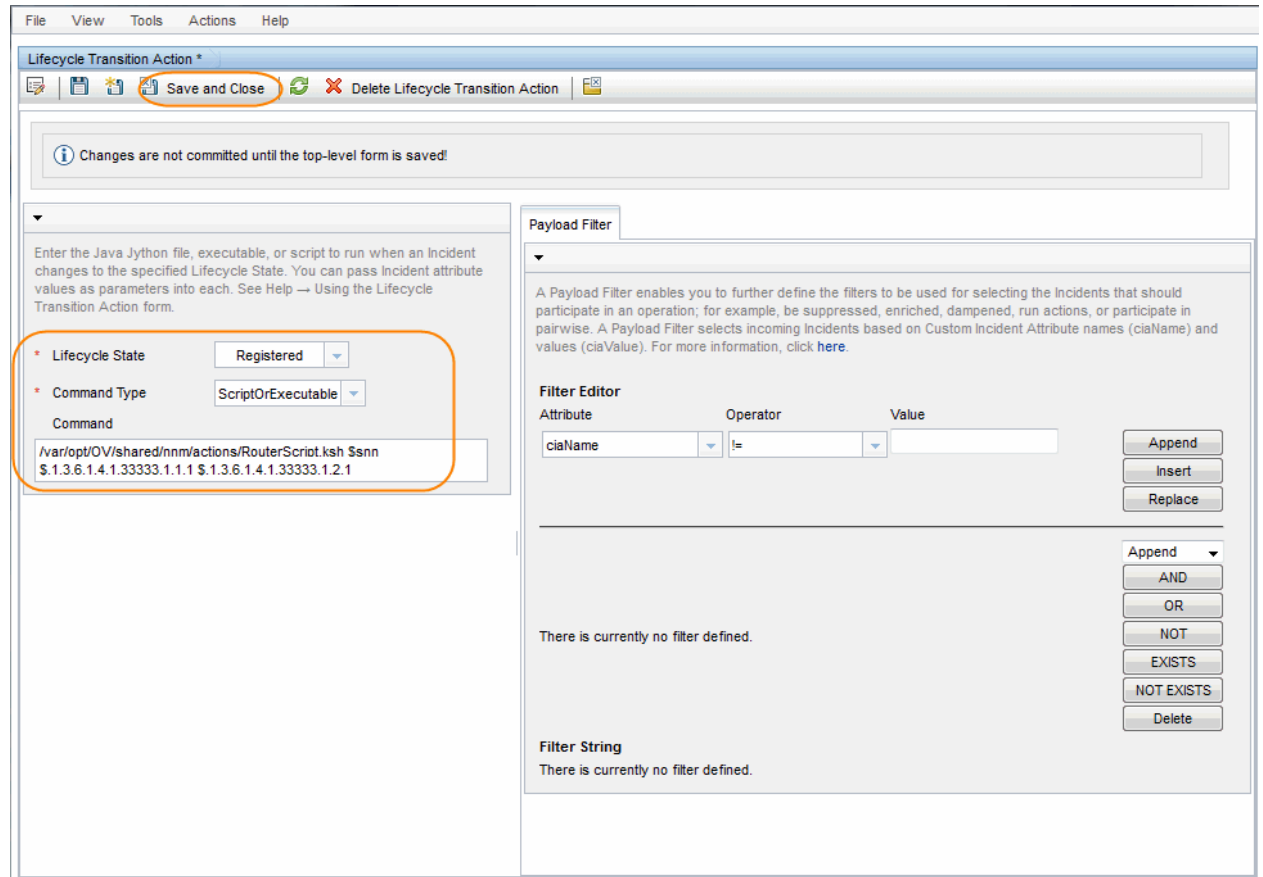 File View Tools Actions Help
Lifecycle Transition Action *
Save and Close Delete Lifecycle Transition Action
Changes are not committed until the top-level form is saved!
Enter the Java Jython file, executable, or script to run when an Incident
changes to the specified Lifecycle State. You can pass Incident attribute
values as parameters into each. See Help → Using the Lifecycle
Transition Action form.
* Lifecycle State Registered
* Command Type ScriptOrExecutable
Command
/var/opt/OV/shared/nnm/actions/RouterScript.ksh $snn
$.1.3.6.1.4.1.33333.1.1.1 $.1.3.6.1.4.1.33333.1.2.1
Payload Filter
A Payload Filter enables you to further define the filters to be used for selecting the Incidents that should
participate in an operation; for example, be suppressed, enriched, dampened, run actions, or participate in
pairwise. A Payload Filter selects incoming Incidents based on Custom Incident Attribute names (ciaName) and
values (ciaValue). For more information, click here.
Filter Editor
Attribute Operator Value
ciaName !=
Append
Insert
Replace
Append
AND
OR
NOT
EXISTS
NOT EXISTS
Delete
There is currently no filter defined.
Filter String
There is currently no filter defined.